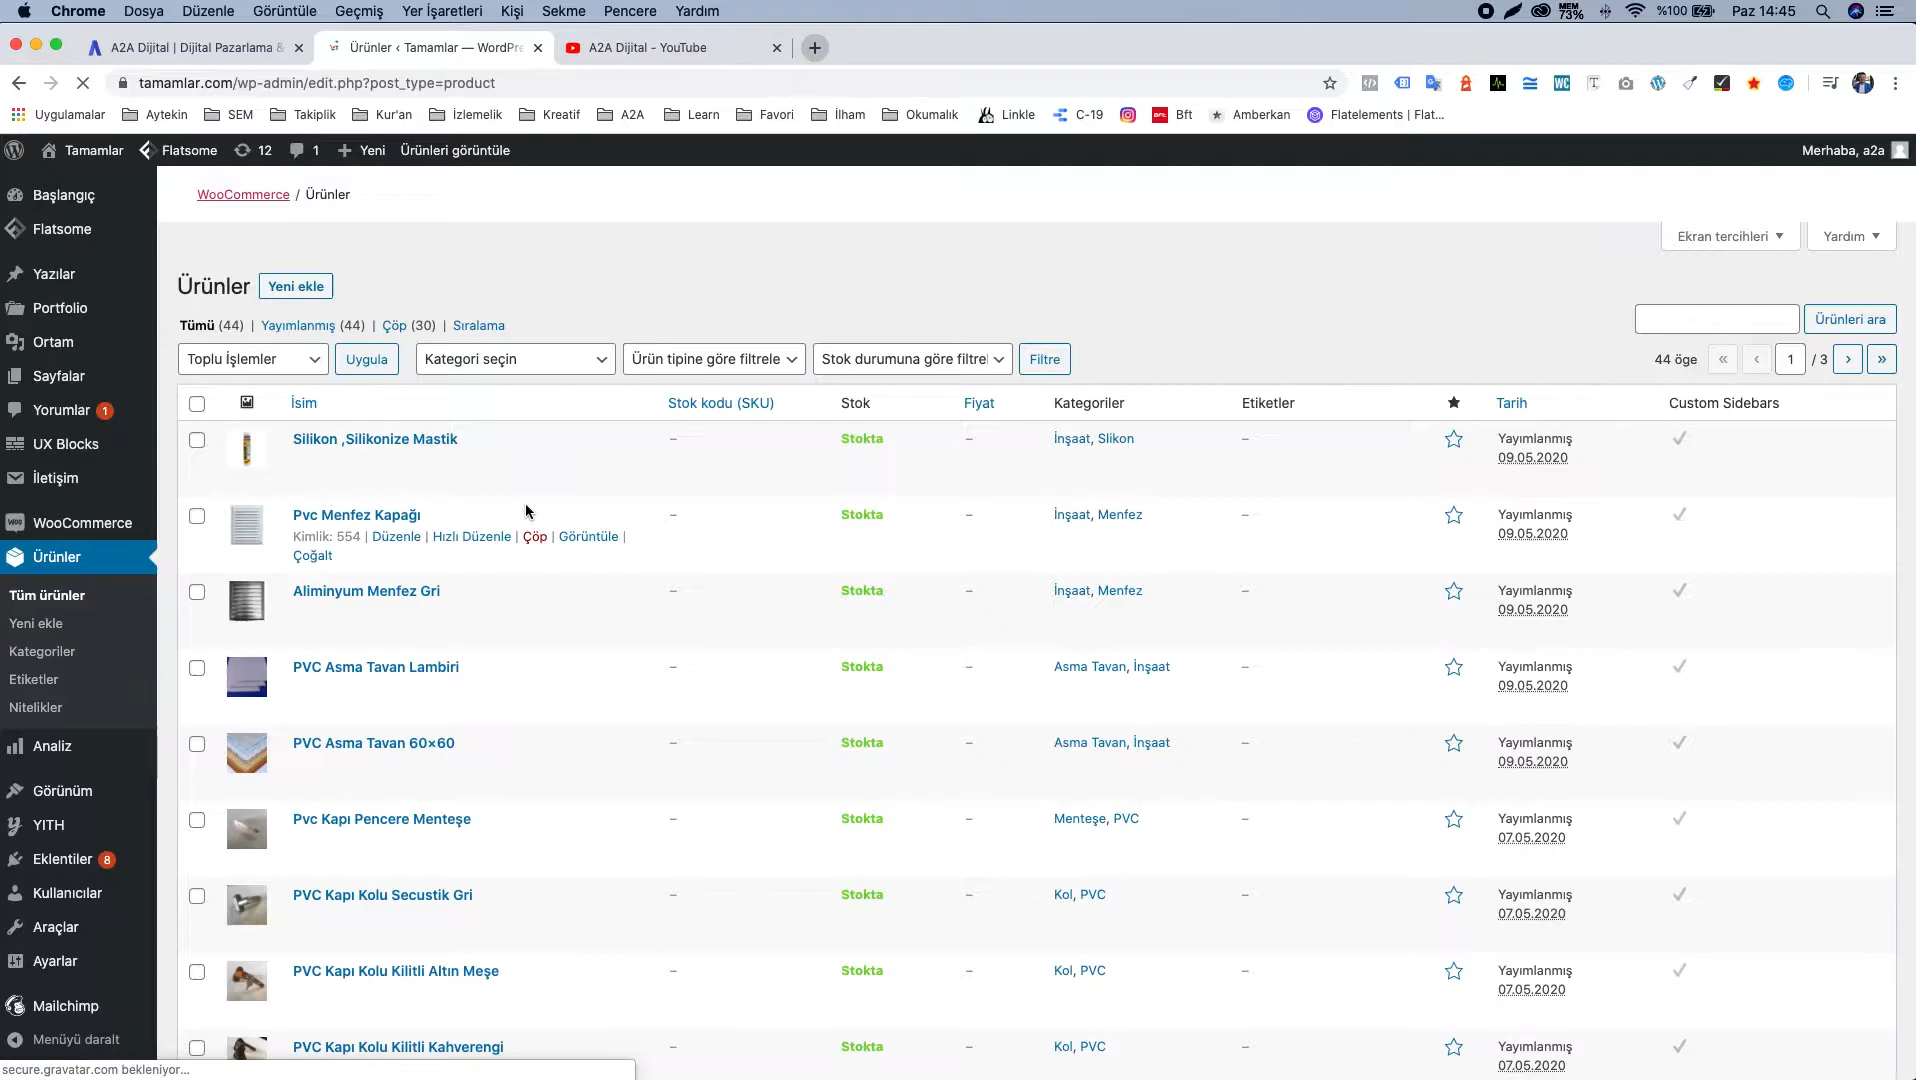 Chrome Dosya Düzenle Görüntüle Geçmiş Yer İşaretleri Kişi Sekme Pencere Yardım MEM 73% %100 Paz 14:45
A2A Dijital | Dijital Pazarlama & Ürünler ‹ Tamamlar — WordPre A2A Dijital - YouTube
tamamlar.com/wp-admin/edit.php?post_type=product
Uygulamalar Aytekin SEM Takiplik Kur'an İzlemelik Kreatif A2A Learn Favori İlham Okumalık Linkle C-19 Bft Amberkan Flatelements | Flat...
Tamamlar Flatsome 12 1 Yeni Ürünleri görüntüle Merhaba, a2a
WooCommerce / Ürünler
Ekran tercihleri Yardım
Ürünler Yeni ekle
Tümü (44) | Yayımlanmış (44) | Çöp (30) | Sıralama
Ürünleri ara
Toplu İşlemler Uygula Kategori seçin Ürün tipine göre filtrele Stok durumuna göre filtrel Filtre 44 öge « ‹ 1 / 3 › »
İsim Stok kodu (SKU) Stok Fiyat Kategoriler Etiketler Tarih Custom Sidebars
Silikon ,Silikonize Mastik – Stokta – İnşaat, Slikon – Yayımlanmış
09.05.2020
Pvc Menfez Kapağı – Stokta – İnşaat, Menfez – Yayımlanmış
Kimlik: 554 | Düzenle | Hızlı Düzenle | Çöp | Görüntüle | 09.05.2020
Çoğalt
Aliminyum Menfez Gri – Stokta – İnşaat, Menfez – Yayımlanmış
09.05.2020
PVC Asma Tavan Lambiri – Stokta – Asma Tavan, İnşaat – Yayımlanmış
09.05.2020
PVC Asma Tavan 60×60 – Stokta – Asma Tavan, İnşaat – Yayımlanmış
09.05.2020
Pvc Kapı Pencere Menteşe – Stokta – Menteşe, PVC – Yayımlanmış
07.05.2020
PVC Kapı Kolu Secustik Gri – Stokta – Kol, PVC – Yayımlanmış
07.05.2020
PVC Kapı Kolu Kilitli Altın Meşe – Stokta – Kol, PVC – Yayımlanmış
07.05.2020
PVC Kapı Kolu Kilitli Kahverengi – Stokta – Kol, PVC – Yayımlanmış
07.05.2020
Başlangıç
Flatsome
Yazılar
Portfolio
Ortam
Sayfalar
Yorumlar 1
UX Blocks
İletişim
WooCommerce
Ürünler
Tüm ürünler
Yeni ekle
Kategoriler
Etiketler
Nitelikler
Analiz
Görünüm
YITH
Eklentiler 8
Kullanıcılar
Araçlar
Ayarlar
Mailchimp
Menüyü daralt
secure.gravatar.com bekleniyor...